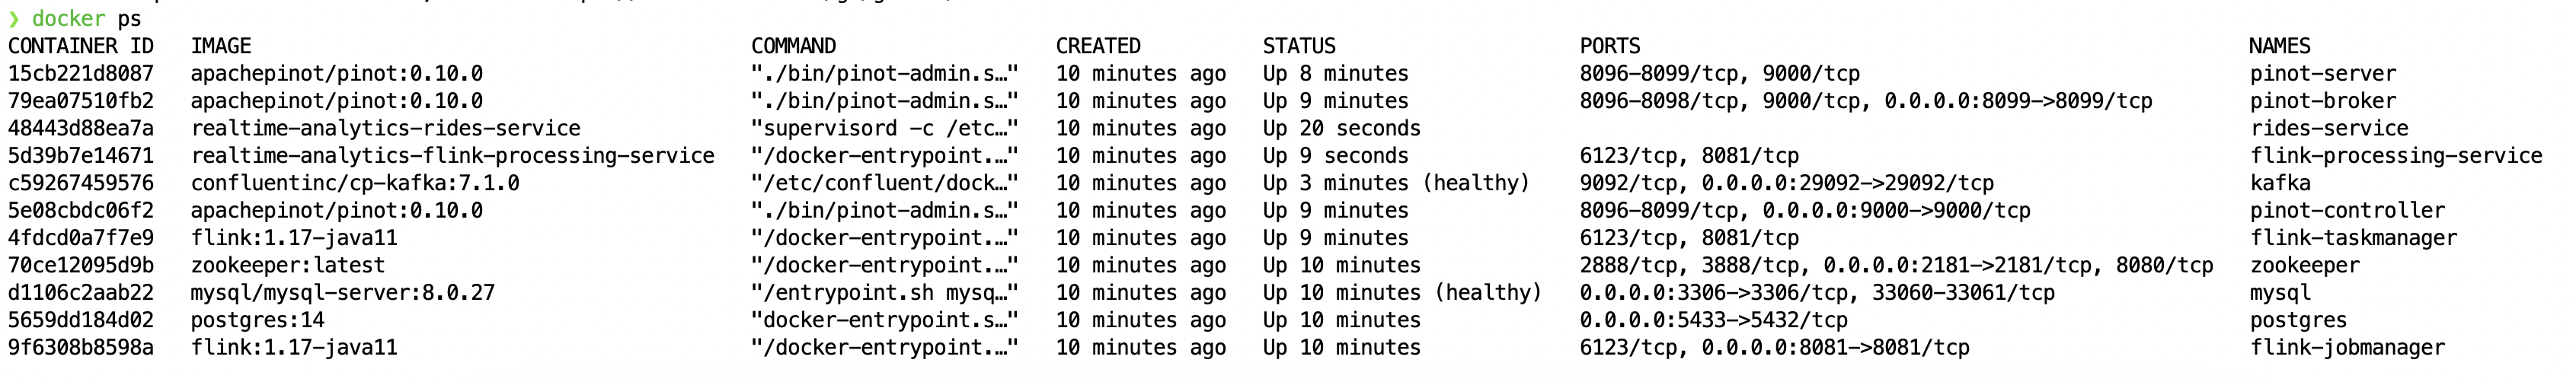 ❯ docker ps
CONTAINER ID   IMAGE                                          COMMAND                  CREATED          STATUS                    PORTS                                                  NAMES
15cb221d8087   apachepinot/pinot:0.10.0                       "./bin/pinot-admin.s…"   10 minutes ago   Up 8 minutes              8096-8099/tcp, 9000/tcp                                pinot-server
79ea07510fb2   apachepinot/pinot:0.10.0                       "./bin/pinot-admin.s…"   10 minutes ago   Up 9 minutes              8096-8098/tcp, 9000/tcp, 0.0.0.0:8099->8099/tcp        pinot-broker
48443d88ea7a   realtime-analytics-rides-service               "supervisord -c /etc…"   10 minutes ago   Up 20 seconds                                                                    rides-service
5d39b7e14671   realtime-analytics-flink-processing-service    "/docker-entrypoint.…"   10 minutes ago   Up 9 seconds              6123/tcp, 8081/tcp                                     flink-processing-service
c59267459576   confluentinc/cp-kafka:7.1.0                    "/etc/confluent/dock…"   10 minutes ago   Up 3 minutes (healthy)    9092/tcp, 0.0.0.0:29092->29092/tcp                     kafka
5e08cbdc06f2   apachepinot/pinot:0.10.0                       "./bin/pinot-admin.s…"   10 minutes ago   Up 9 minutes              8096-8099/tcp, 0.0.0.0:9000->9000/tcp                  pinot-controller
4fdcd0a7f7e9   flink:1.17-java11                              "/docker-entrypoint.…"   10 minutes ago   Up 9 minutes              6123/tcp, 8081/tcp                                     flink-taskmanager
70ce12095d9b   zookeeper:latest                               "/docker-entrypoint.…"   10 minutes ago   Up 10 minutes             2888/tcp, 3888/tcp, 0.0.0.0:2181->2181/tcp, 8080/tcp   zookeeper
d1106c2aab22   mysql/mysql-server:8.0.27                      "/entrypoint.sh mysq…"   10 minutes ago   Up 10 minutes (healthy)   0.0.0.0:3306->3306/tcp, 33060-33061/tcp                mysql
5659dd184d02   postgres:14                                    "docker-entrypoint.s…"   10 minutes ago   Up 10 minutes             0.0.0.0:5433->5432/tcp                                 postgres
9f6308b8598a   flink:1.17-java11                              "/docker-entrypoint.…"   10 minutes ago   Up 10 minutes             6123/tcp, 0.0.0.0:8081->8081/tcp                       flink-jobmanager